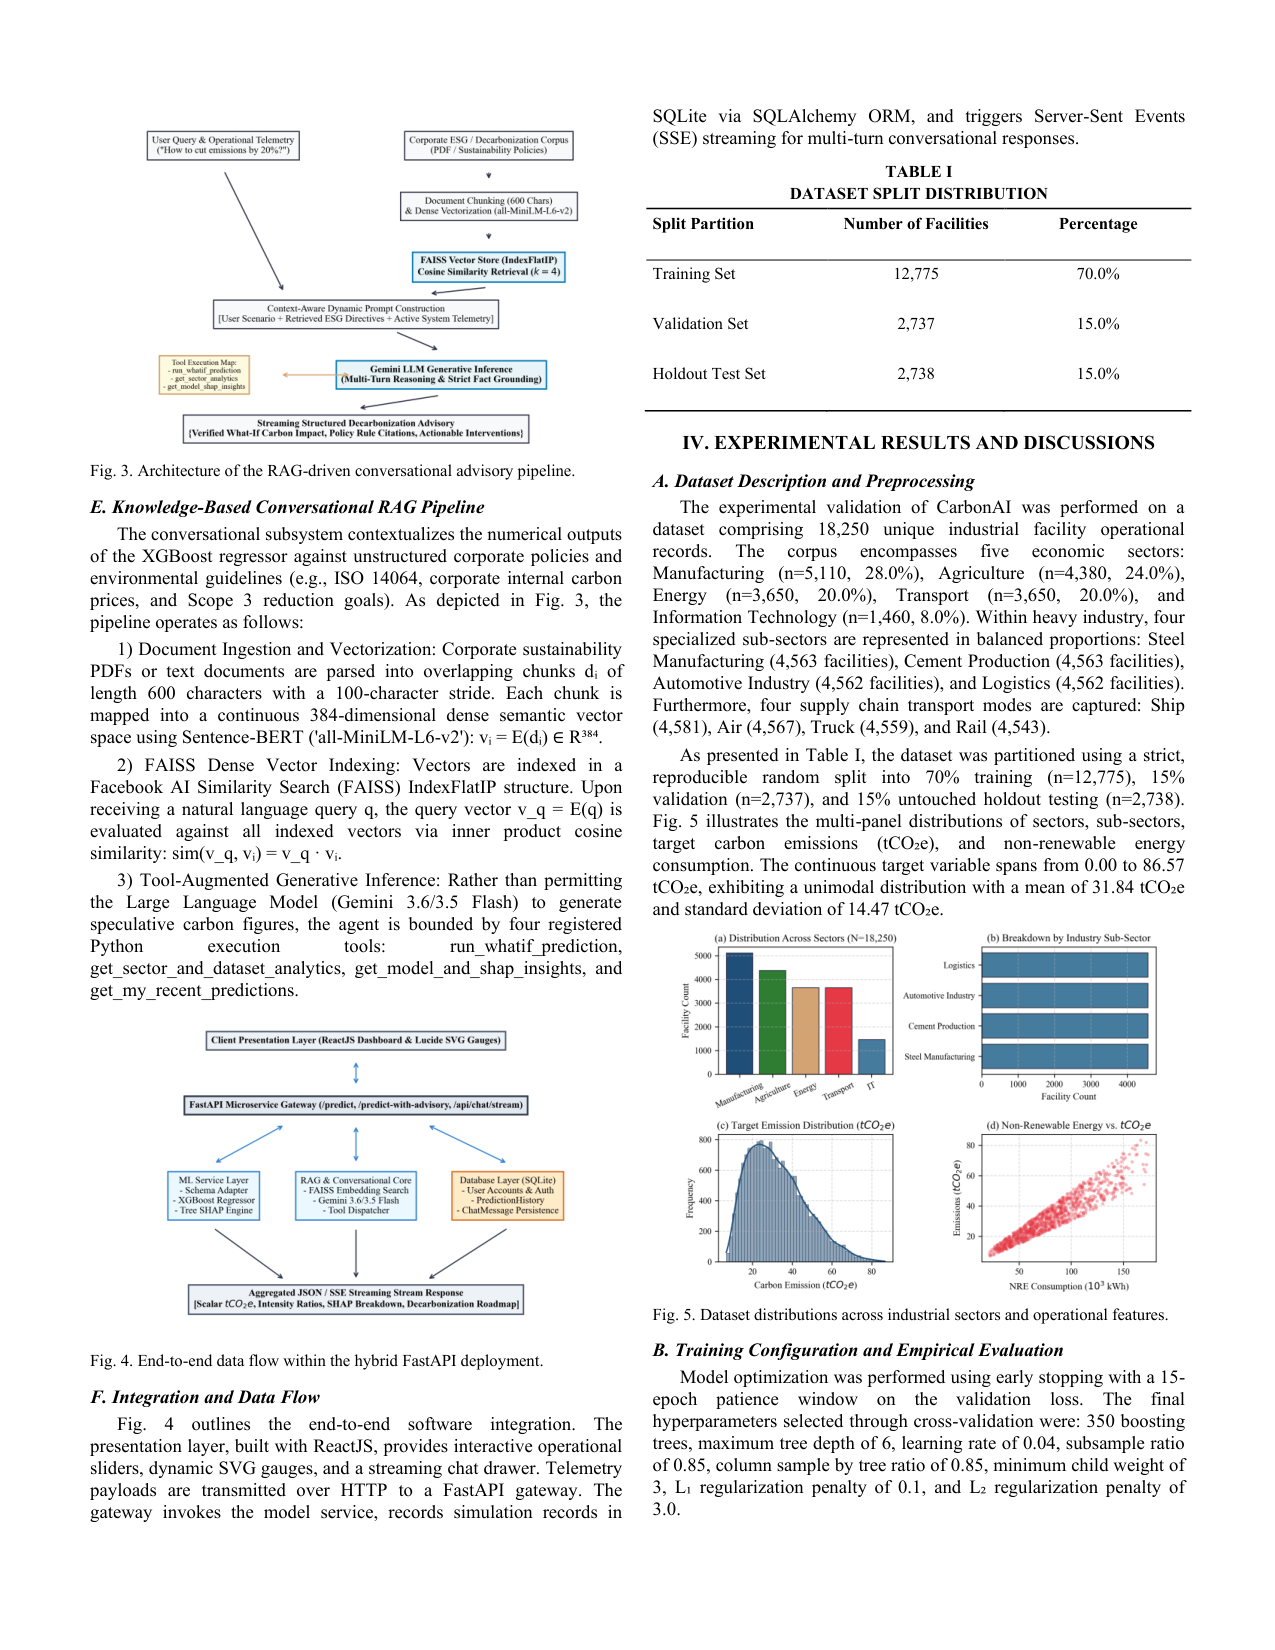 User Query & Operational Telemetry
("How to cut emissions by 20%?")
Corporate ESG / Decarbonization Corpus
(PDF / Sustainability Policies)
Document Chunking (600 Chars)
& Dense Vectorization (all-MiniLM-L6-v2)
FAISS Vector Store (IndexFlatIP)
Cosine Similarity Retrieval (k = 4)
Context-Aware Dynamic Prompt Construction
[User Scenario + Retrieved ESG Directives + Active System Telemetry]
Tool Execution Map:
- run_whatif_prediction
- get_sector_analytics
- get_model_shap_insights
Gemini LLM Generative Inference
(Multi-Turn Reasoning & Strict Fact Grounding)
Streaming Structured Decarbonization Advisory
{Verified What-If Carbon Impact, Policy Rule Citations, Actionable Interventions}
Fig. 3. Architecture of the RAG-driven conversational advisory pipeline.
E. Knowledge-Based Conversational RAG Pipeline
The conversational subsystem contextualizes the numerical outputs
of the XGBoost regressor against unstructured corporate policies and
environmental guidelines (e.g., ISO 14064, corporate internal carbon
prices, and Scope 3 reduction goals). As depicted in Fig. 3, the
pipeline operates as follows:
1) Document Ingestion and Vectorization: Corporate sustainability
PDFs or text documents are parsed into overlapping chunks dᵢ of
length 600 characters with a 100-character stride. Each chunk is
mapped into a continuous 384-dimensional dense semantic vector
space using Sentence-BERT ('all-MiniLM-L6-v2'): vᵢ = E(dᵢ) ∈ R³⁸⁴.
2) FAISS Dense Vector Indexing: Vectors are indexed in a
Facebook AI Similarity Search (FAISS) IndexFlatIP structure. Upon
receiving a natural language query q, the query vector v_q = E(q) is
evaluated against all indexed vectors via inner product cosine
similarity: sim(v_q, vᵢ) = v_q · vᵢ.
3) Tool-Augmented Generative Inference: Rather than permitting
the Large Language Model (Gemini 3.6/3.5 Flash) to generate
speculative carbon figures, the agent is bounded by four registered
Python execution tools: run_whatif_prediction,
get_sector_and_dataset_analytics, get_model_and_shap_insights, and
get_my_recent_predictions.
Client Presentation Layer (ReactJS Dashboard & Lucide SVG Gauges)
FastAPI Microservice Gateway (/predict, /predict-with-advisory, /api/chat/stream)
ML Service Layer
- Schema Adapter
- XGBoost Regressor
- Tree SHAP Engine
RAG & Conversational Core
- FAISS Embedding Search
- Gemini 3.6/3.5 Flash
- Tool Dispatcher
Database Layer (SQLite)
- User Accounts & Auth
- PredictionHistory
- ChatMessage Persistence
Aggregated JSON / SSE Streaming Stream Response
[Scalar tCO₂e, Intensity Ratios, SHAP Breakdown, Decarbonization Roadmap]
Fig. 4. End-to-end data flow within the hybrid FastAPI deployment.
F. Integration and Data Flow
Fig. 4 outlines the end-to-end software integration. The
presentation layer, built with ReactJS, provides interactive operational
sliders, dynamic SVG gauges, and a streaming chat drawer. Telemetry
payloads are transmitted over HTTP to a FastAPI gateway. The
gateway invokes the model service, records simulation records in
SQLite via SQLAlchemy ORM, and triggers Server-Sent Events
(SSE) streaming for multi-turn conversational responses.
TABLE I
DATASET SPLIT DISTRIBUTION
Split Partition Number of Facilities Percentage
Training Set 12,775 70.0%
Validation Set 2,737 15.0%
Holdout Test Set 2,738 15.0%
IV. EXPERIMENTAL RESULTS AND DISCUSSIONS
A. Dataset Description and Preprocessing
The experimental validation of CarbonAI was performed on a
dataset comprising 18,250 unique industrial facility operational
records. The corpus encompasses five economic sectors:
Manufacturing (n=5,110, 28.0%), Agriculture (n=4,380, 24.0%),
Energy (n=3,650, 20.0%), Transport (n=3,650, 20.0%), and
Information Technology (n=1,460, 8.0%). Within heavy industry, four
specialized sub-sectors are represented in balanced proportions: Steel
Manufacturing (4,563 facilities), Cement Production (4,563 facilities),
Automotive Industry (4,562 facilities), and Logistics (4,562 facilities).
Furthermore, four supply chain transport modes are captured: Ship
(4,581), Air (4,567), Truck (4,559), and Rail (4,543).
As presented in Table I, the dataset was partitioned using a strict,
reproducible random split into 70% training (n=12,775), 15%
validation (n=2,737), and 15% untouched holdout testing (n=2,738).
Fig. 5 illustrates the multi-panel distributions of sectors, sub-sectors,
target carbon emissions (tCO₂e), and non-renewable energy
consumption. The continuous target variable spans from 0.00 to 86.57
tCO₂e, exhibiting a unimodal distribution with a mean of 31.84 tCO₂e
and standard deviation of 14.47 tCO₂e.
(a) Distribution Across Sectors (N=18,250)
Facility Count
5000
4000
3000
2000
1000
0
Manufacturing Agriculture Energy Transport IT
(b) Breakdown by Industry Sub-Sector
Logistics
Automotive Industry
Cement Production
Steel Manufacturing
0 1000 2000 3000 4000
Facility Count
(c) Target Emission Distribution (tCO₂e)
Frequency
800
600
400
200
0
20 40 60 80
Carbon Emission (tCO₂e)
(d) Non-Renewable Energy vs. tCO₂e
Emissions (tCO₂e)
80
60
40
20
50 100 150
NRE Consumption (10³ kWh)
Fig. 5. Dataset distributions across industrial sectors and operational features.
B. Training Configuration and Empirical Evaluation
Model optimization was performed using early stopping with a 15-
epoch patience window on the validation loss. The final
hyperparameters selected through cross-validation were: 350 boosting
trees, maximum tree depth of 6, learning rate of 0.04, subsample ratio
of 0.85, column sample by tree ratio of 0.85, minimum child weight of
3, L₁ regularization penalty of 0.1, and L₂ regularization penalty of
3.0.